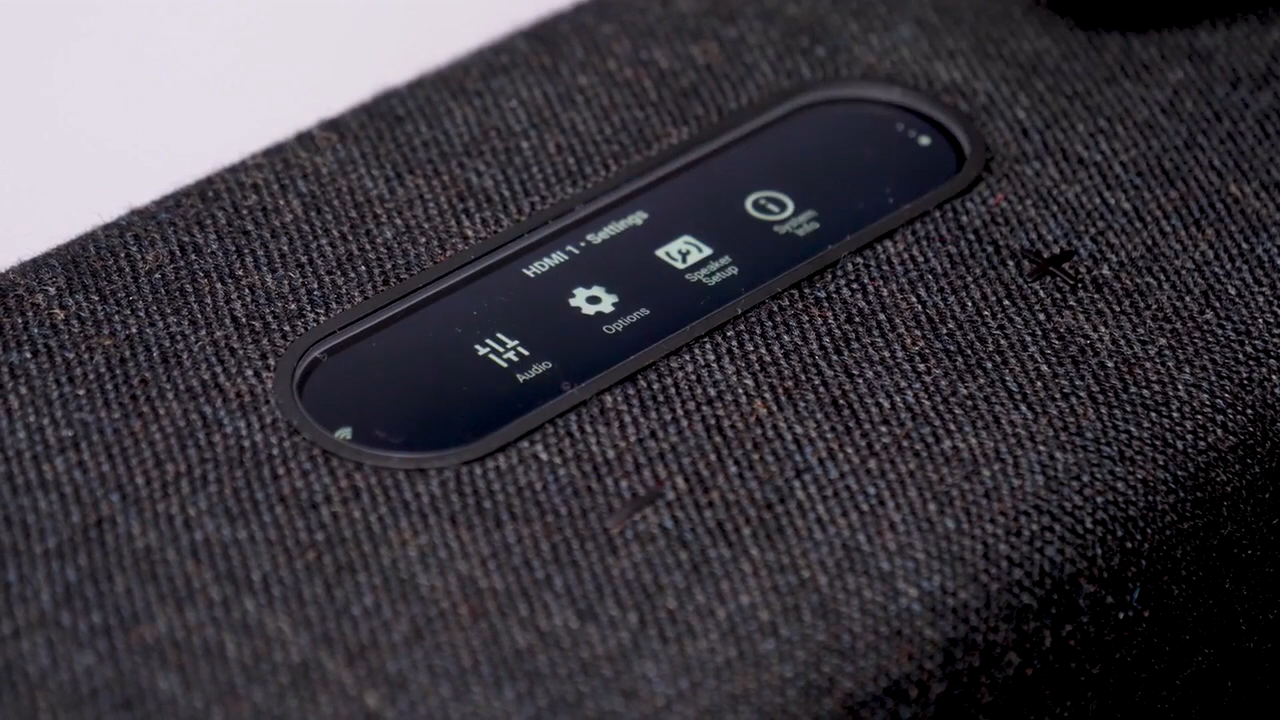 HDMI 1 · Settings
Audio
Options
Speaker
Setup
System
Info